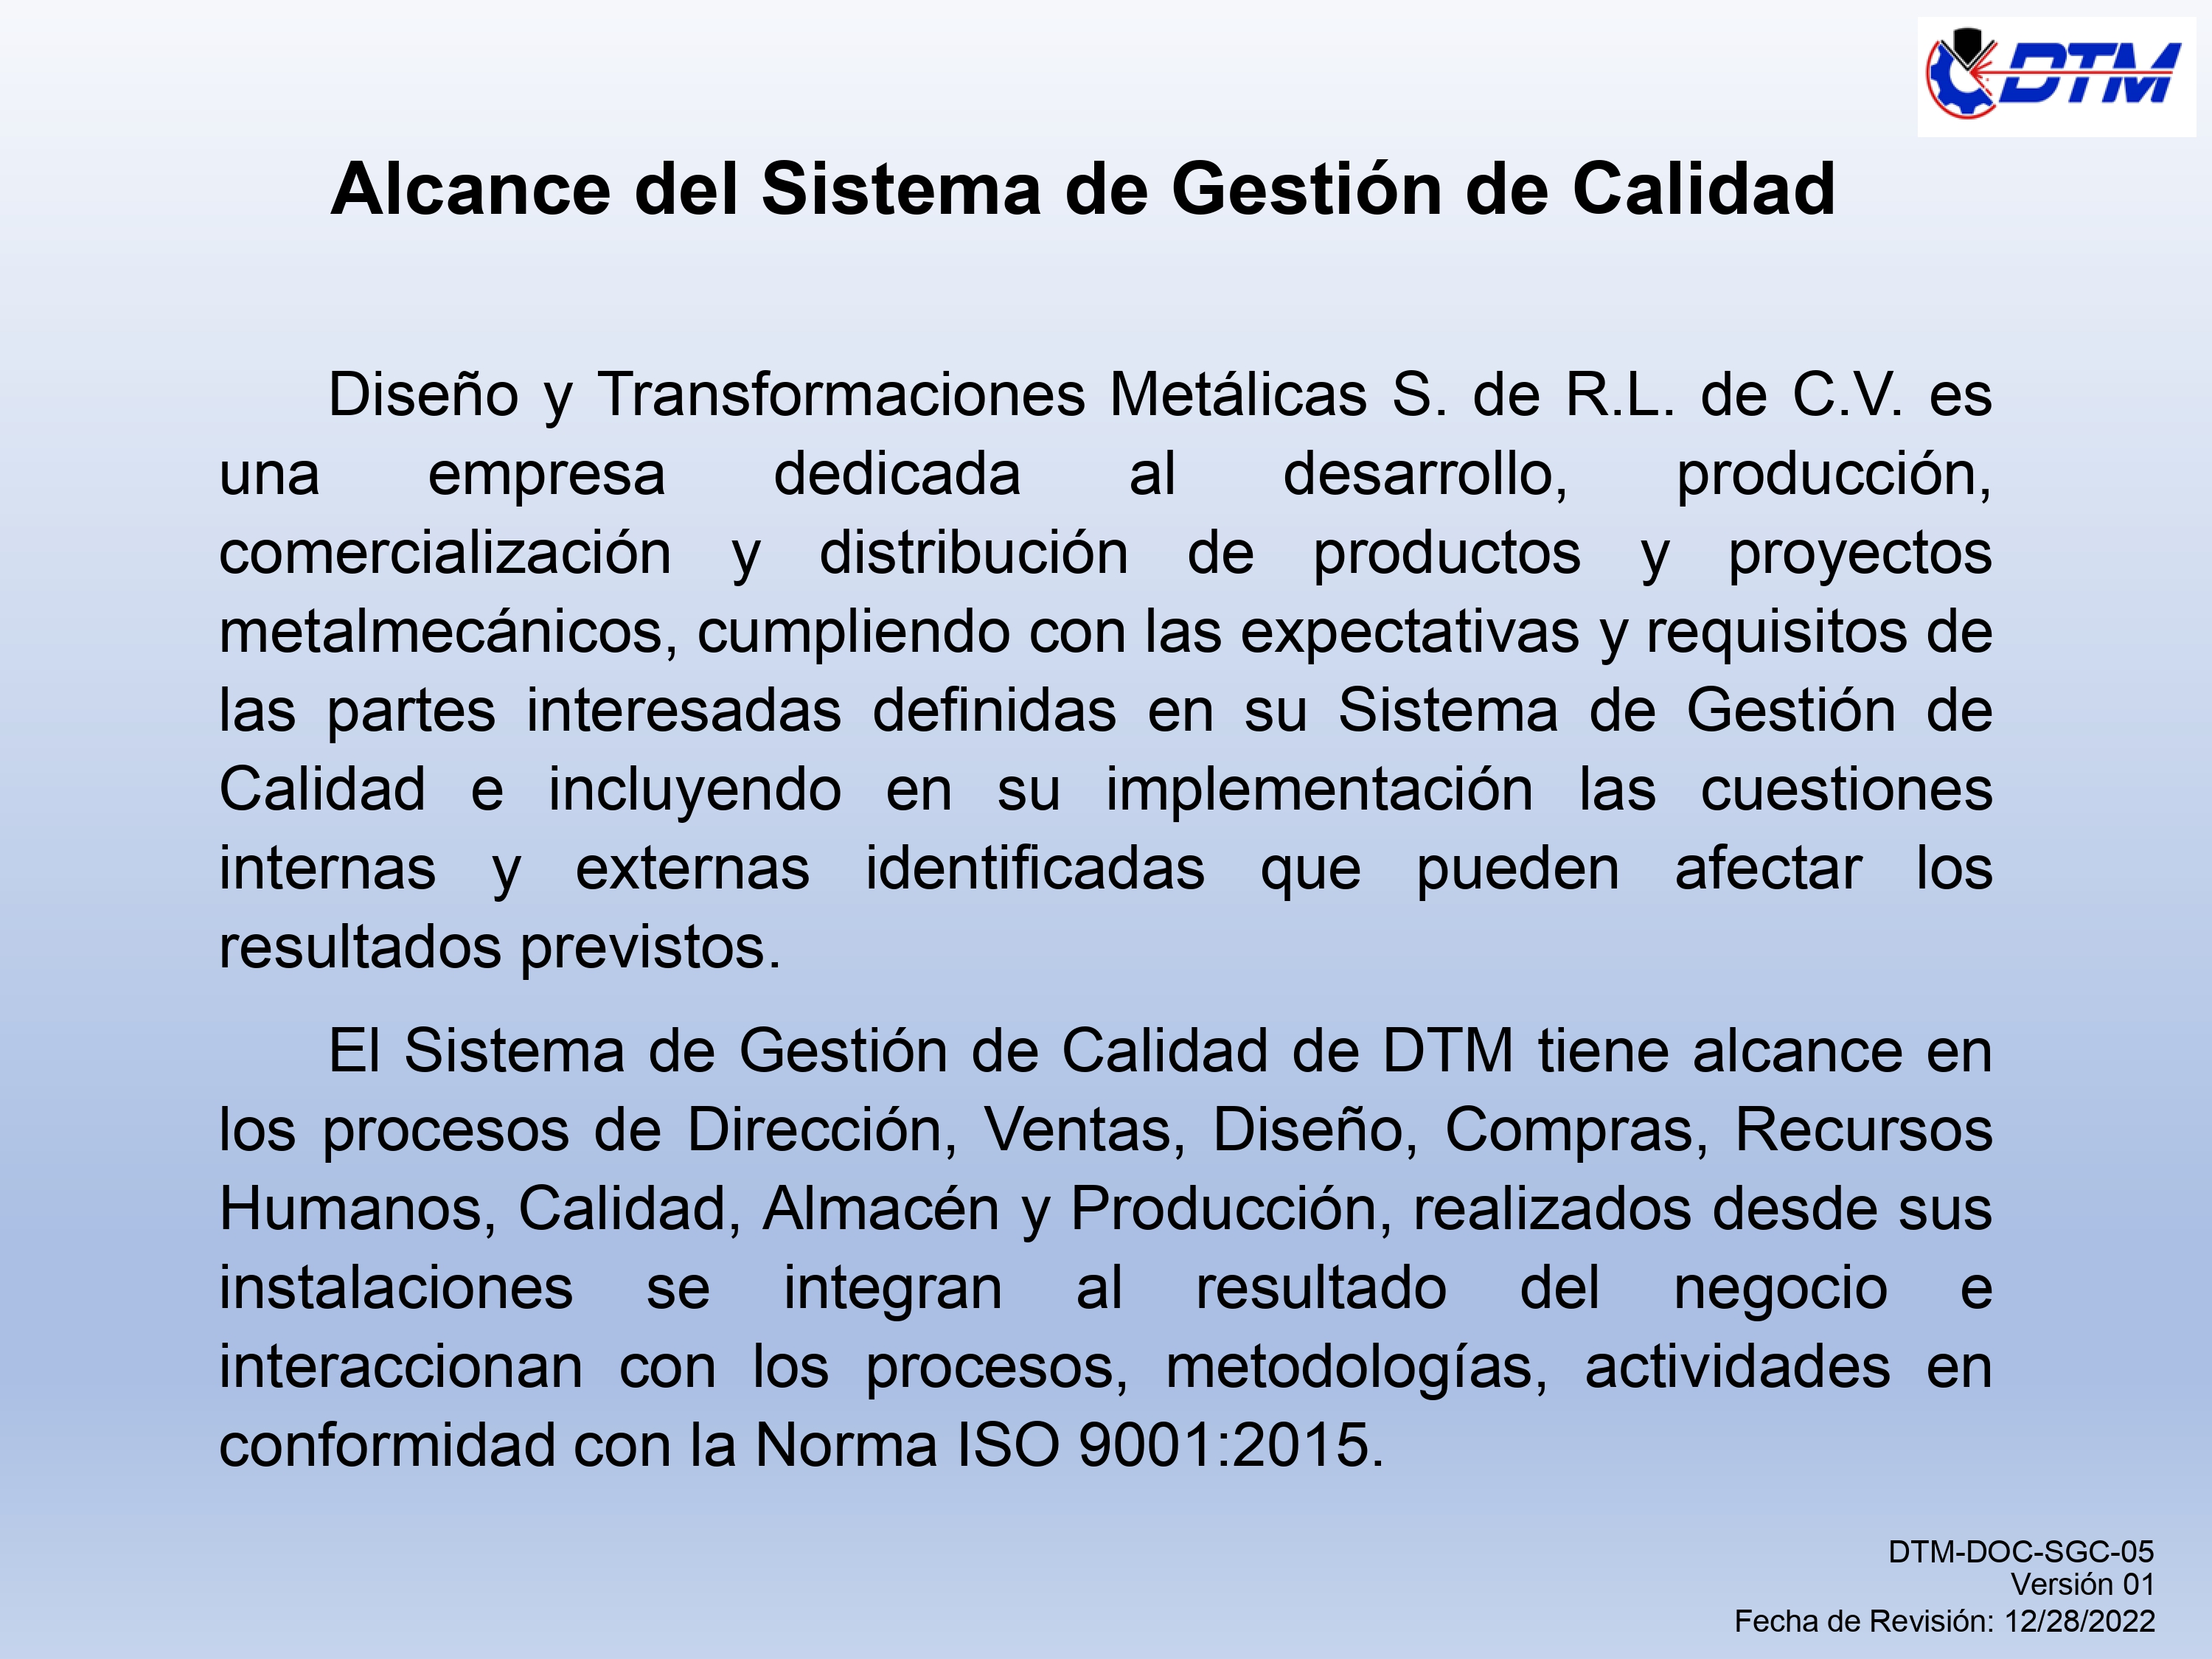 DTM
Alcance del Sistema de Gestión de Calidad
Diseño y Transformaciones Metálicas S. de R.L. de C.V. es
una empresa dedicada al desarrollo, producción,
comercialización y distribución de productos y proyectos
metalmecánicos, cumpliendo con las expectativas y requisitos de
las partes interesadas definidas en su Sistema de Gestión de
Calidad e incluyendo en su implementación las cuestiones
internas y externas identificadas que pueden afectar los
resultados previstos.
El Sistema de Gestión de Calidad de DTM tiene alcance en
los procesos de Dirección, Ventas, Diseño, Compras, Recursos
Humanos, Calidad, Almacén y Producción, realizados desde sus
instalaciones se integran al resultado del negocio e
interaccionan con los procesos, metodologías, actividades en
conformidad con la Norma ISO 9001:2015.
DTM-DOC-SGC-05
Versión 01
Fecha de Revisión: 12/28/2022